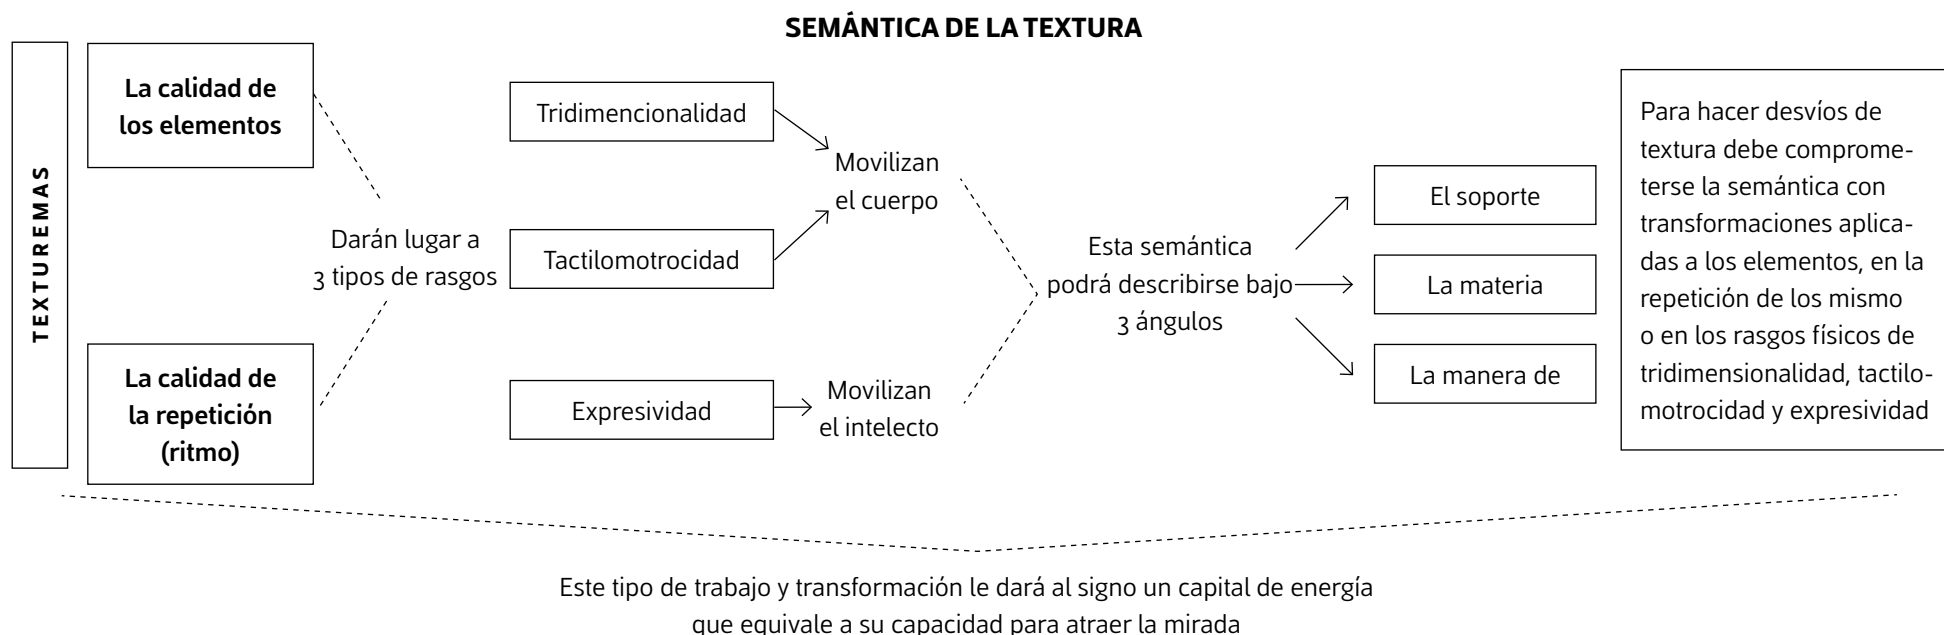 SEMÁNTICA DE LA TEXTURA
TEXTUREMAS
La calidad de
los elementos
La calidad de
la repetición
(ritmo)
Darán lugar a
3 tipos de rasgos
Tridimencionalidad
Tactilomotrocidad
Expresividad
Movilizan
el cuerpo
Movilizan
el intelecto
Esta semántica
podrá describirse bajo
3 ángulos
El soporte
La materia
La manera de
Para hacer desvíos de
textura debe comprome-
terse la semántica con
transformaciones aplica-
das a los elementos, en la
repetición de los mismo
o en los rasgos físicos de
tridimensionalidad, tactilo-
motrocidad y expresividad
Este tipo de trabajo y transformación le dará al signo un capital de energía
que equivale a su capacidad para atraer la mirada